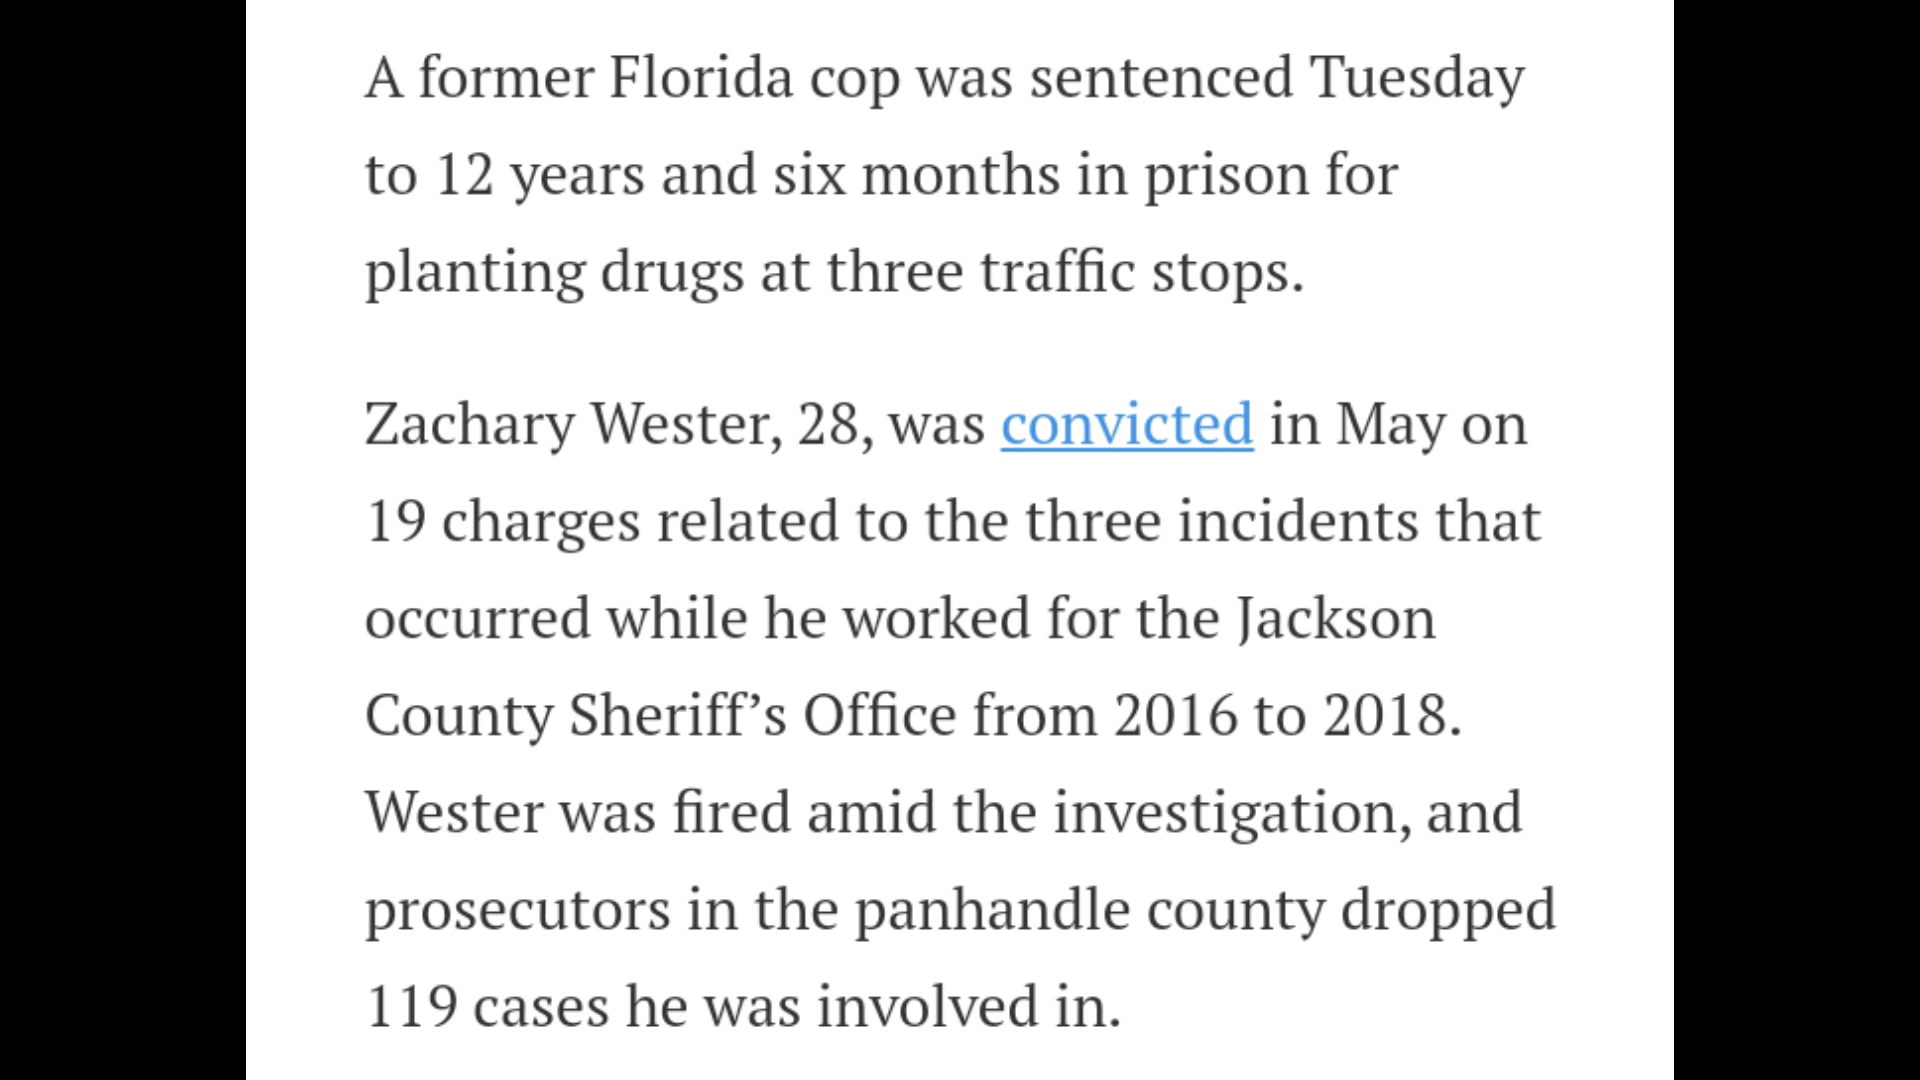 A former Florida cop was sentenced Tuesday
to 12 years and six months in prison for
planting drugs at three traffic stops.
Zachary Wester, 28, was convicted in May on
19 charges related to the three incidents that
occurred while he worked for the Jackson
County Sheriff’s Office from 2016 to 2018.
Wester was fired amid the investigation, and
prosecutors in the panhandle county dropped
119 cases he was involved in.